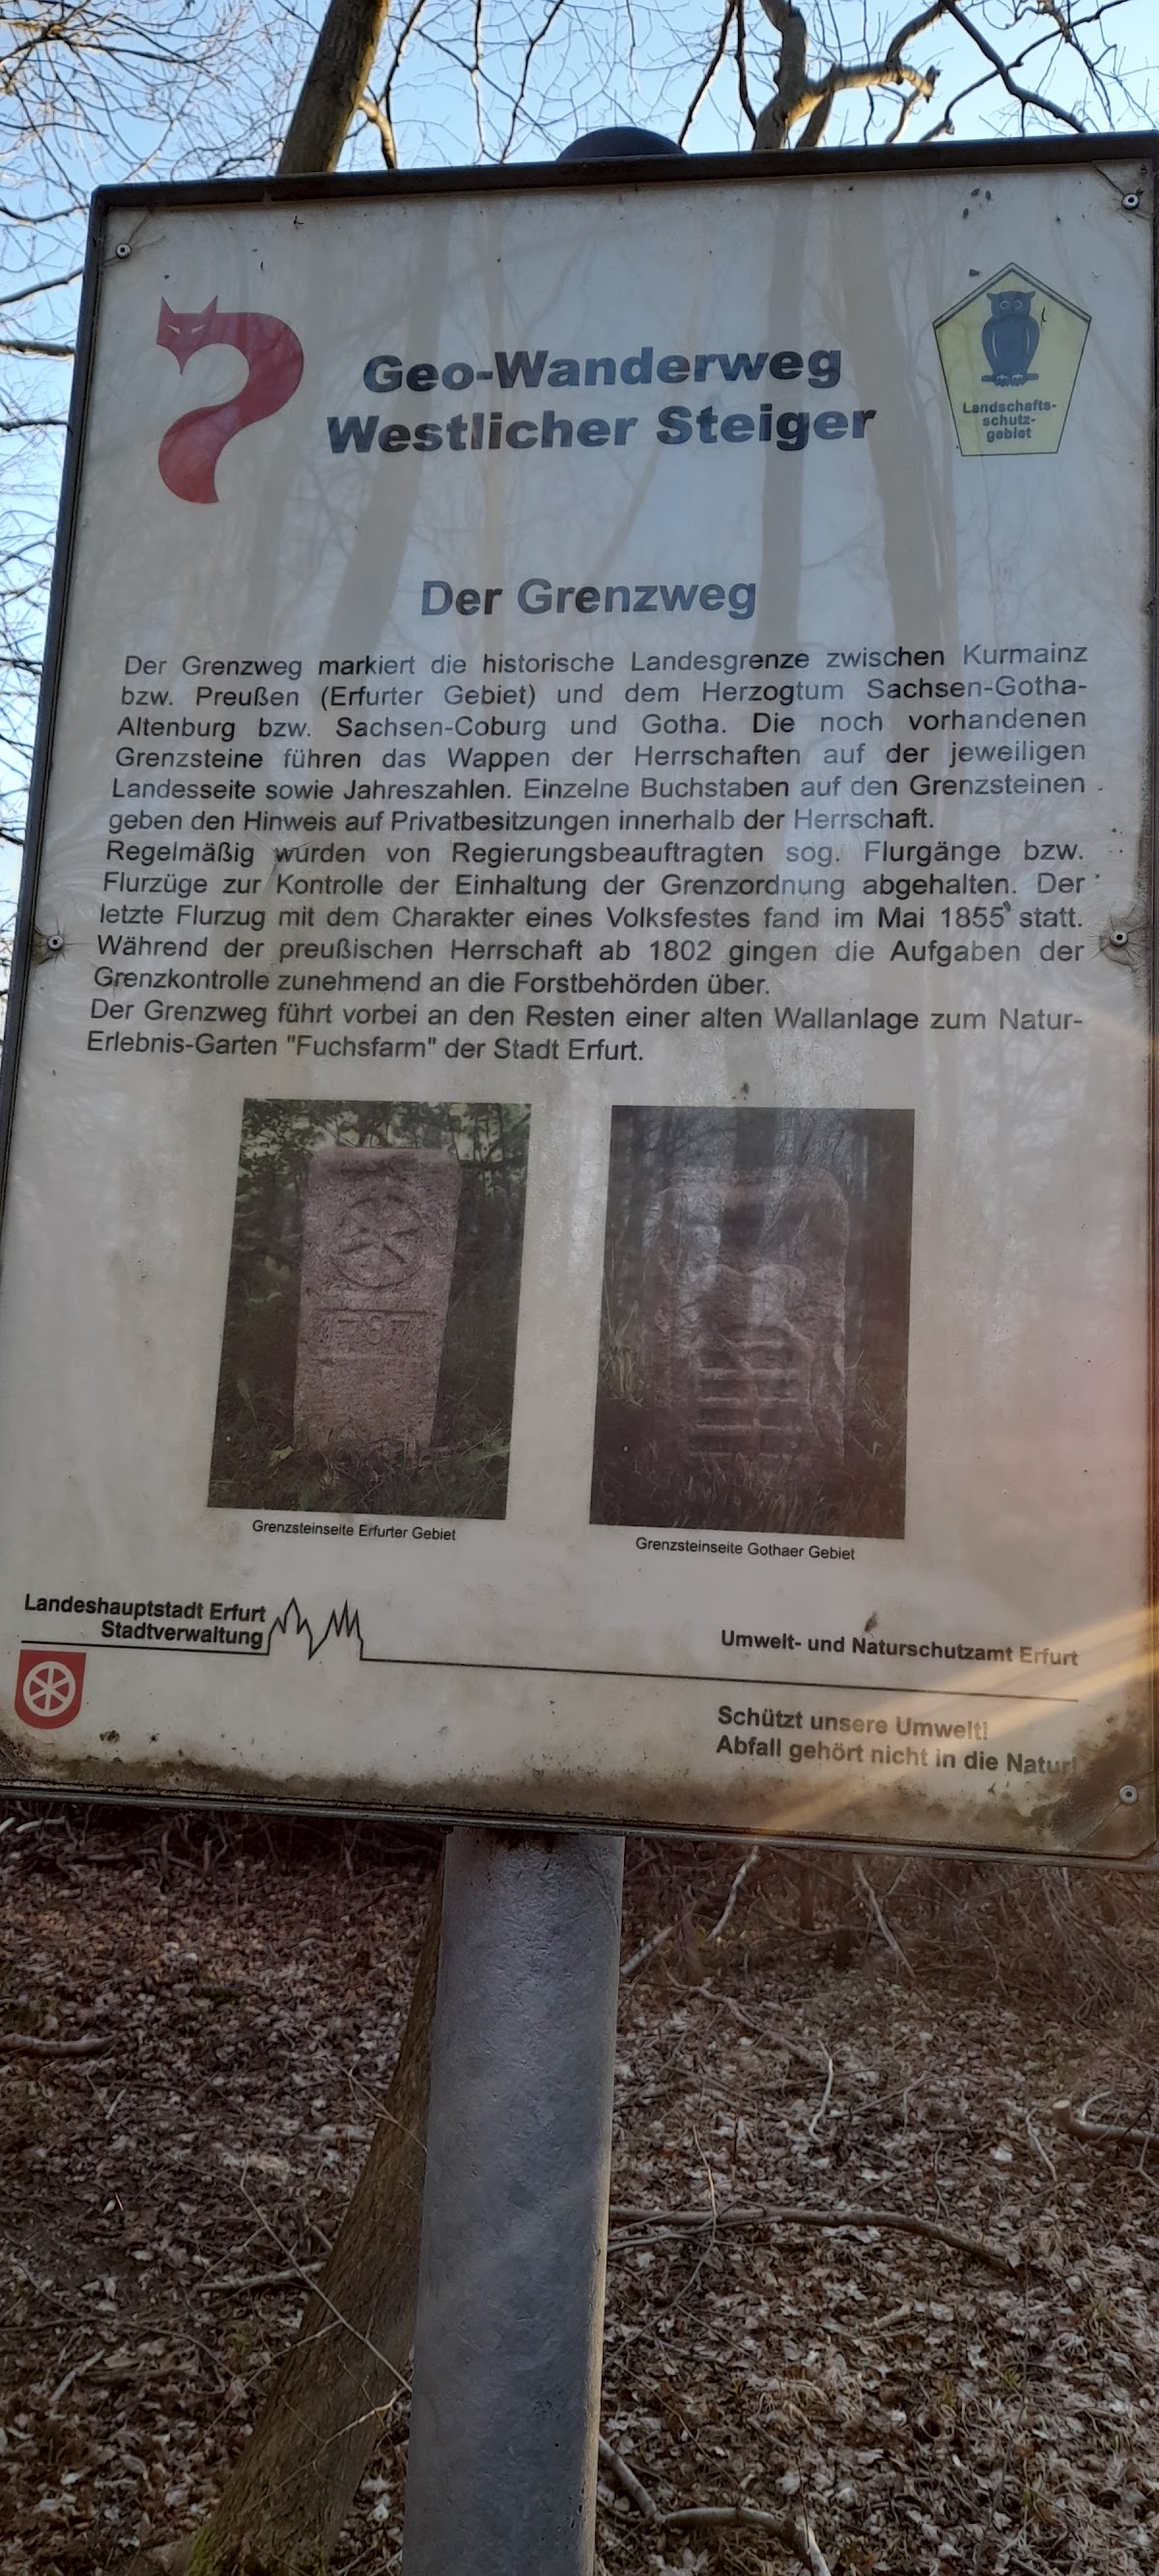 Geo-Wanderweg
Westlicher Steiger
Landschafts-
schutz-
gebiet
Der Grenzweg
Der Grenzweg markiert die historische Landesgrenze zwischen Kurmainz
bzw. Preußen (Erfurter Gebiet) und dem Herzogtum Sachsen-Gotha-
Altenburg bzw. Sachsen-Coburg und Gotha. Die noch vorhandenen
Grenzsteine führen das Wappen der Herrschaften auf der jeweiligen
Landesseite sowie Jahreszahlen. Einzelne Buchstaben auf den Grenzsteinen
geben den Hinweis auf Privatbesitzungen innerhalb der Herrschaft.
Regelmäßig wurden von Regierungsbeauftragten sog. Flurgänge bzw.
Flurzüge zur Kontrolle der Einhaltung der Grenzordnung abgehalten. Der
letzte Flurzug mit dem Charakter eines Volksfestes fand im Mai 1855 statt.
Während der preußischen Herrschaft ab 1802 gingen die Aufgaben der
Grenzkontrolle zunehmend an die Forstbehörden über.
Der Grenzweg führt vorbei an den Resten einer alten Wallanlage zum Natur-
Erlebnis-Garten "Fuchsfarm" der Stadt Erfurt.
1787
Grenzsteinseite Erfurter Gebiet
Grenzsteinseite Gothaer Gebiet
Landeshauptstadt Erfurt
Stadtverwaltung
Umwelt- und Naturschutzamt Erfurt
Schützt unsere Umwelt!
Abfall gehört nicht in die Natur!